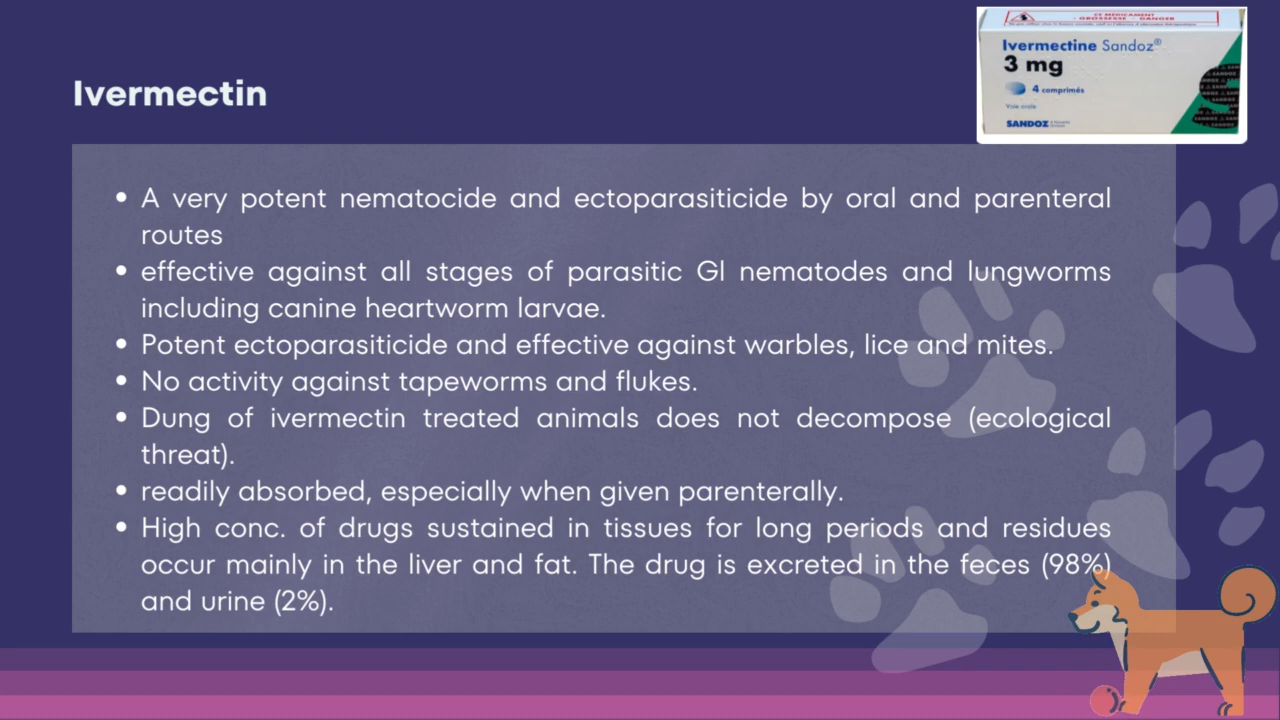 CE MEDICAMENT
- GROSSESSE - DANGER
Ivermectine Sandoz®
3 mg
4 comprimés
Voie orale
SANDOZ
Ivermectin
• A very potent nematocide and ectoparasiticide by oral and parenteral
routes
• effective against all stages of parasitic GI nematodes and lungworms
including canine heartworm larvae.
• Potent ectoparasiticide and effective against warbles, lice and mites.
• No activity against tapeworms and flukes.
• Dung of ivermectin treated animals does not decompose (ecological
threat).
• readily absorbed, especially when given parenterally.
• High conc. of drugs sustained in tissues for long periods and residues
occur mainly in the liver and fat. The drug is excreted in the feces (98%)
and urine (2%).